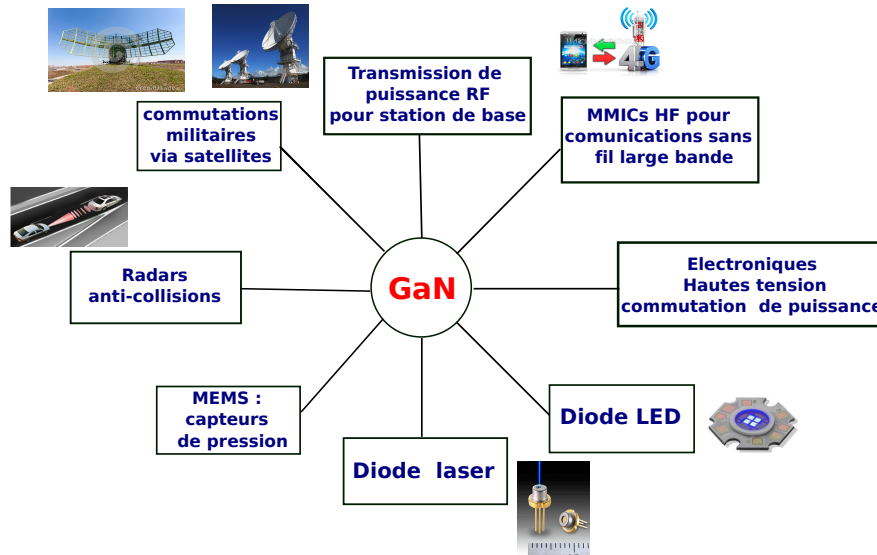 Transmission de
puissance RF
pour station de base
4G
commutations
militaires
via satellites
MMICs HF pour
comunications sans
fil large bande
Radars
anti-collisions
GaN
Electroniques
Hautes tension
commutation de puissance
MEMS :
capteurs
de pression
Diode laser
Diode LED